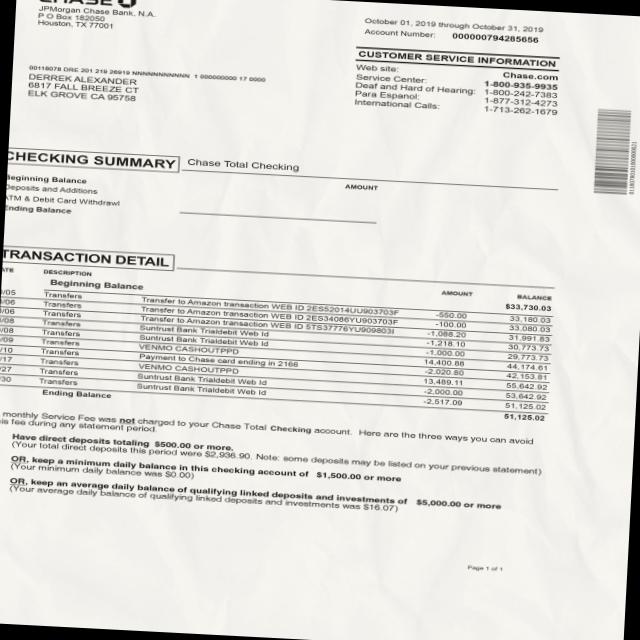 CHASE
JPMorgan Chase Bank, N.A.
P O Box 182050
Houston, TX 77001
October 01, 2019 through October 31, 2019
Account Number: 000000794285656
CUSTOMER SERVICE INFORMATION
Web site: Chase.com
Service Center: 1-800-935-9935
Deaf and Hard of Hearing: 1-800-242-7383
Para Espanol: 1-877-312-4273
International Calls: 1-713-262-1679
00116078 DRE 201 219 26919 NNNNNNNNNNNN 1 000000000 17 0000
DERREK ALEXANDER
6817 FALL BREEZE CT
ELK GROVE CA 95758
CHECKING SUMMARY Chase Total Checking
AMOUNT
Beginning Balance
Deposits and Additions
ATM & Debit Card Withdrawl
Ending Balance
TRANSACTION DETAIL
ATE DESCRIPTION AMOUNT BALANCE
Beginning Balance $33,730.03
/05 Transfers Transfer to Amazon transaction WEB ID 2ES52014UU903703F -550.00 33,180.03
/06 Transfers Transfer to Amazon transaction WEB ID 2ES34086YU903703F -100.00 33,080.03
/06 Transfers Transfer to Amazon transaction WEB ID 5TS37776YU909803I -1,088.20 31,991.83
/08 Transfers Suntrust Bank Trialdebit Web Id -1,218.10 30,773.73
/08 Transfers VENMO CASHOUTPPD -1,000.00 29,773.73
/09 Transfers Suntrust Bank Trialdebit Web Id 14,400.88 44,174.61
/10 Transfers Payment to Chase card ending in 2166 -2,020.80 42,153.81
/17 Transfers VENMO CASHOUTPPD 13,489.11 55,642.92
/27 Transfers Suntrust Bank Trialdebit Web Id -2,000.00 53,642.92
/30 Transfers Suntrust Bank Trialdebit Web Id -2,517.09 51,125.02
Ending Balance 51,125.02
monthly Service Fee was not charged to your Chase Total Checking account. Here are the three ways you can avoid
is fee during any statement period.
Have direct deposits totaling $500.00 or more.
(Your total direct deposits this period were $2,936.90. Note: some deposits may be listed on your previous statement)
OR, keep a minimum daily balance in this checking account of $1,500.00 or more
(Your minimum daily balance was $0.00)
OR, keep an average daily balance of qualifying linked deposits and investments of $5,000.00 or more
(Your average daily balance of qualifying linked deposits and investments was $16.07)
Page 1 of 1